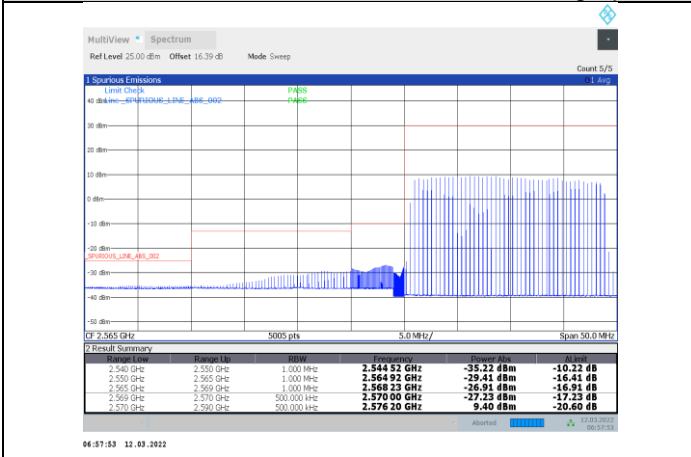 MultiView Spectrum
Ref Level 25.00 dBm Offset 16.39 dB Mode Sweep
Count 5/5
1 Spurious Emissions 1 Avg
Limit Check PASS
40 dBm Line _SPURIOUS_LINE_ABS_002 PASS
30 dBm
20 dBm
10 dBm
0 dBm
-10 dBm
-20 dBm
_SPURIOUS_LINE_ABS_002
-30 dBm
-40 dBm
-50 dBm
CF 2.565 GHz 5005 pts 5.0 MHz/ Span 50.0 MHz
2 Result Summary
Range Low Range Up RBW Frequency Power Abs ΔLimit
2.540 GHz 2.550 GHz 1.000 MHz 2.544 52 GHz -35.22 dBm -10.22 dB
2.550 GHz 2.565 GHz 1.000 MHz 2.564 92 GHz -29.41 dBm -16.41 dB
2.565 GHz 2.569 GHz 1.000 MHz 2.568 23 GHz -26.91 dBm -16.91 dB
2.569 GHz 2.570 GHz 500.000 kHz 2.570 00 GHz -27.23 dBm -17.23 dB
2.570 GHz 2.590 GHz 500.000 kHz 2.576 20 GHz 9.40 dBm -20.60 dB
Aborted 12.03.2022
06:57:53
06:57:53 12.03.2022